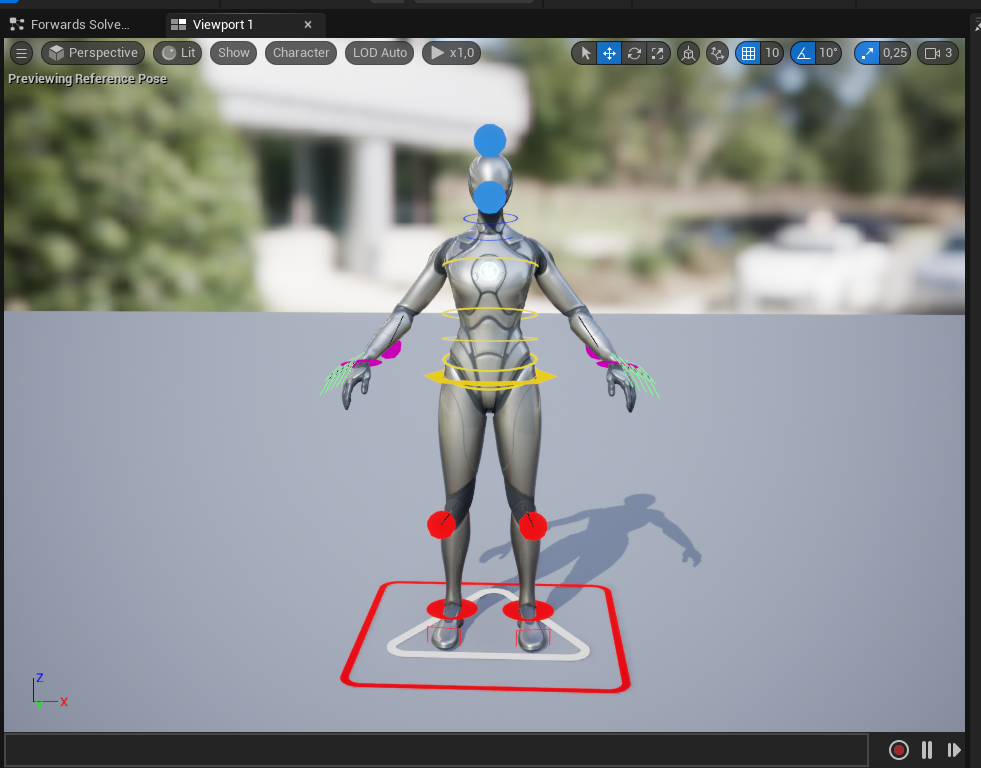 Forwards Solve...
Viewport 1
Perspective Lit Show Character LOD Auto x1,0 10 10° 0,25 3
Previewing Reference Pose
Z
X